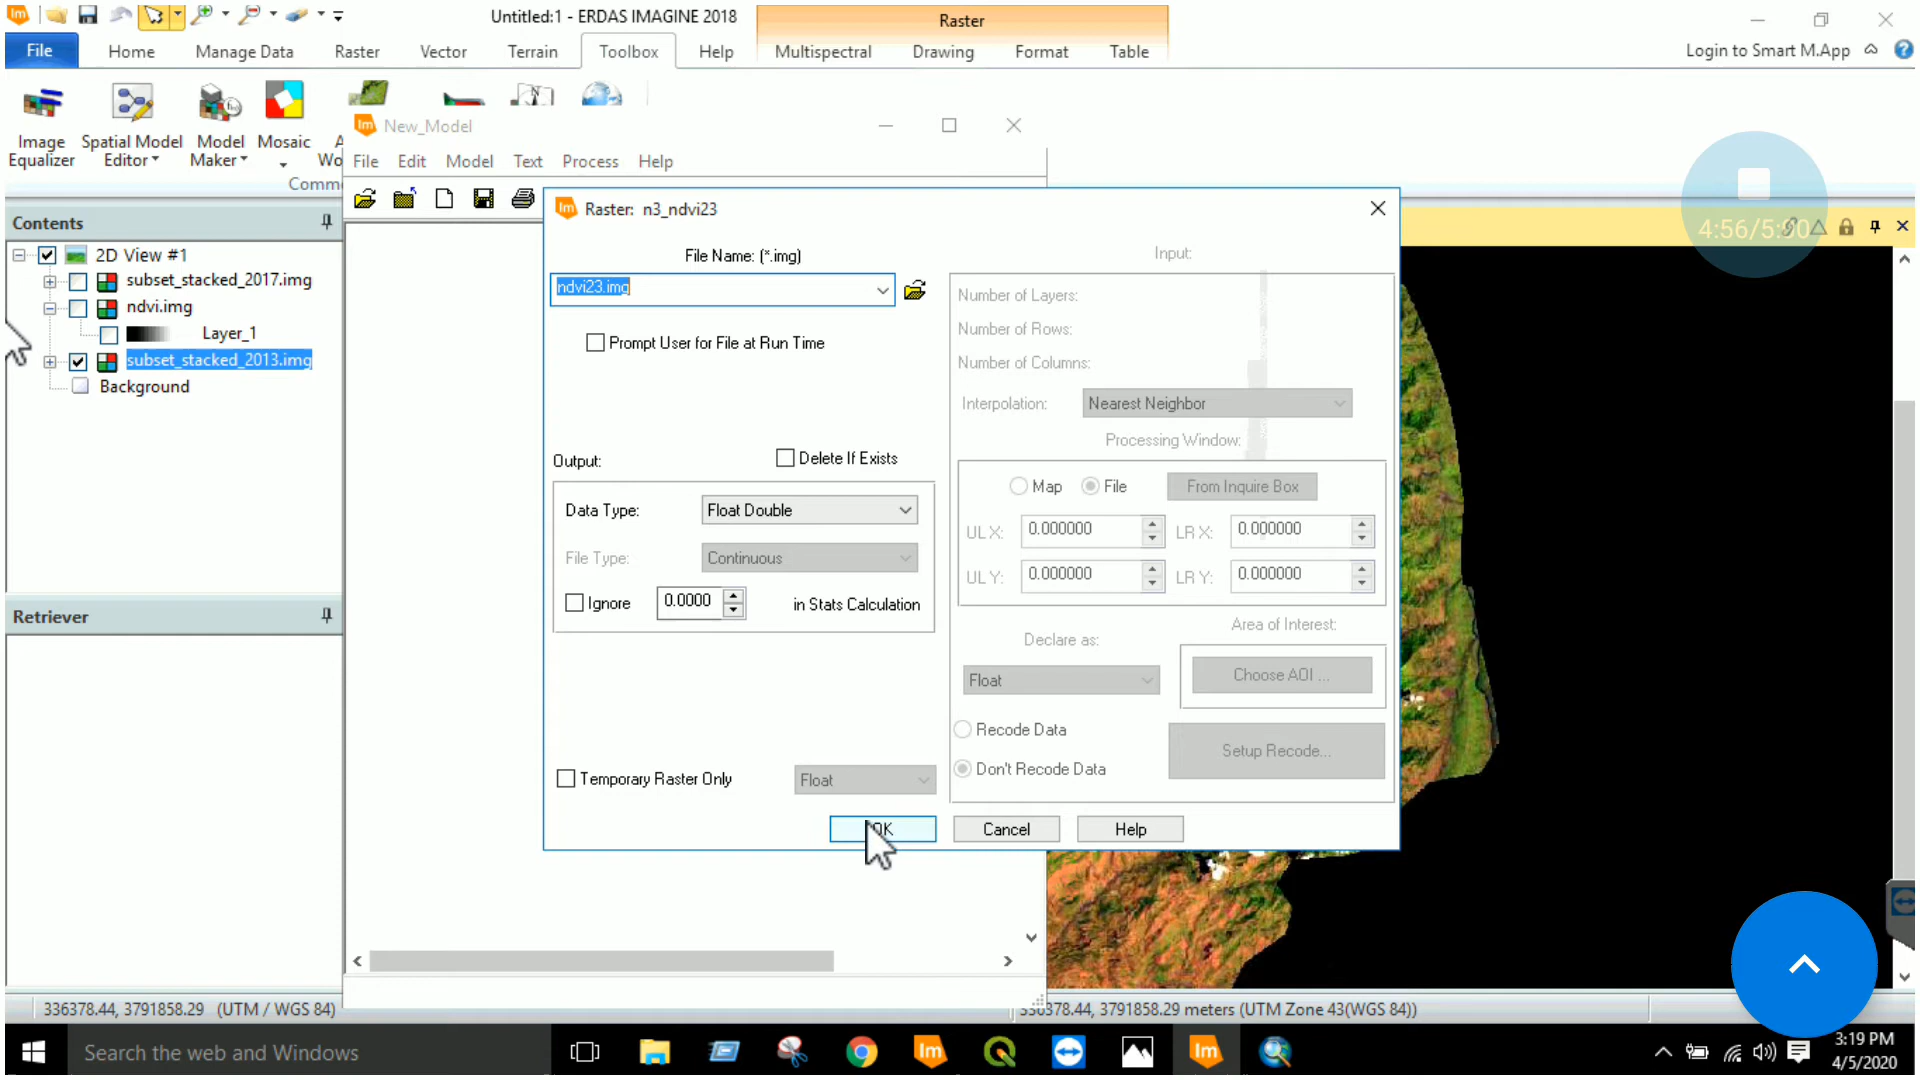 Untitled:1 - ERDAS IMAGINE 2018
Raster
File Home Manage Data Raster Vector Terrain Toolbox Help Multispectral Drawing Format Table Login to Smart M.App
Image Equalizer
Spatial Model Editor
Model Maker
Mosaic
Im New_Model
File Edit Model Text Process Help
Contents
2D View #1
subset_stacked_2017.img
ndvi.img
Layer_1
subset_stacked_2013.img
Background
Retriever
Im Raster: n3_ndvi23
File Name: (*.img)
ndvi23.img
Prompt User for File at Run Time
Output:
Delete If Exists
Data Type: Float Double
File Type: Continuous
Ignore 0.0000 in Stats Calculation
Temporary Raster Only Float
Input:
Number of Layers:
Number of Rows:
Number of Columns:
Interpolation: Nearest Neighbor
Processing Window:
Map File From Inquire Box
UL X: 0.000000 LR X: 0.000000
UL Y: 0.000000 LR Y: 0.000000
Declare as:
Float
Area of Interest:
Choose AOI ...
Recode Data
Don't Recode Data
Setup Recode...
OK Cancel Help
336378.44, 3791858.29 (UTM / WGS 84)
378.44, 3791858.29 meters (UTM Zone 43(WGS 84))
Search the web and Windows
Im
Im
3:19 PM
4/5/2020